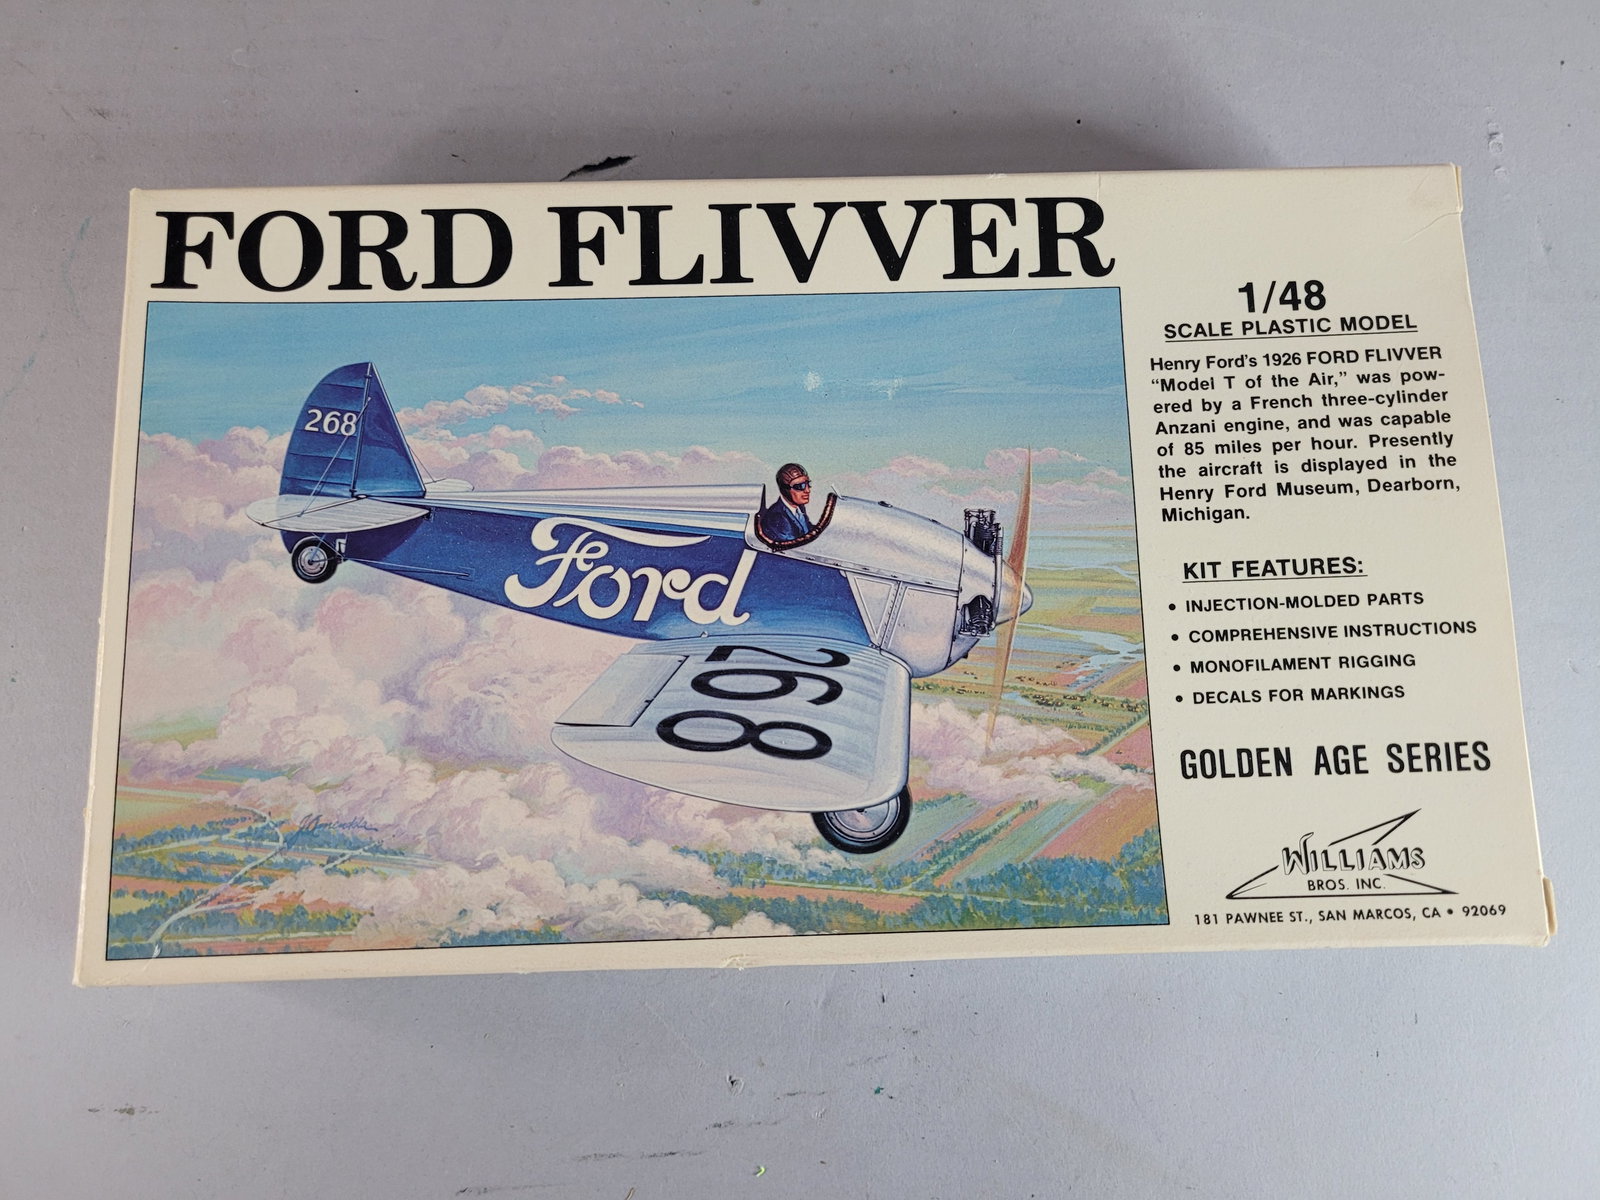 FORD FLIVVER
268
Ford
268
1/48
SCALE PLASTIC MODEL
Henry Ford's 1926 FORD FLIVVER
"Model T of the Air," was pow-
ered by a French three-cylinder
Anzani engine, and was capable
of 85 miles per hour. Presently
the aircraft is displayed in the
Henry Ford Museum, Dearborn,
Michigan.
KIT FEATURES:
• INJECTION-MOLDED PARTS
• COMPREHENSIVE INSTRUCTIONS
• MONOFILAMENT RIGGING
• DECALS FOR MARKINGS
GOLDEN AGE SERIES
WILLIAMS
BROS. INC.
181 PAWNEE ST., SAN MARCOS, CA • 92069